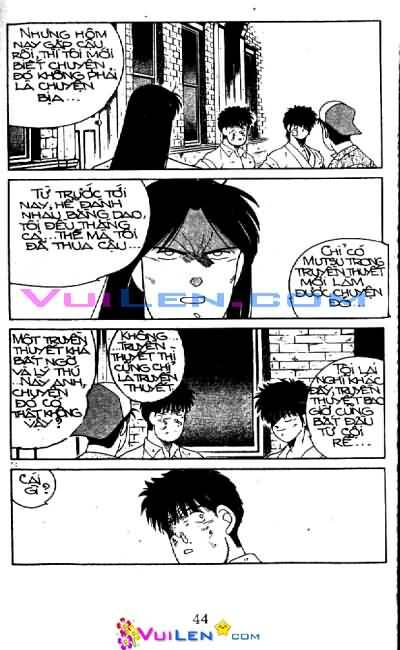 NHƯNG HÔM
NAY GẶP CẬU
RỒI, THÌ TÔI MỚI
BIẾT CHUYỆN
ĐÓ KHÔNG PHẢI
LÀ CHUYỆN
BỊA...
TỪ TRƯỚC TỚI
NAY, HỄ ĐÁNH
NHAU BẰNG DAO,
TÔI ĐỀU THẮNG
CẢ... THẾ MÀ TÔI
ĐÃ THUA CẬU...
CHỈ CÓ
MUTSU TRONG
TRUYỀN THUYẾT
MỚI LÀM
ĐƯỢC CHUYỆN
ĐÓ
VUILEN.COM
MỘT TRUYỀN
THUYẾT KHÁ
BẤT NGỜ
VÀ LÝ THÚ
NÀY ANH,
CHUYỆN
ĐÓ CÓ
THẬT KHÔNG
VẬY?
KHÔNG
...TRUYỀN
THUYẾT THÌ
CŨNG CHỈ
LÀ TRUYỀN
THUYẾT
TÔI LẠI
NGHĨ KHÁC
ĐẤY, TRUYỀN
THUYẾT BAO
GIỜ CŨNG
BẮT ĐẦU
TỪ CỘI
RỄ...
CÁI
GÌ?
44
VUILEN
.COM